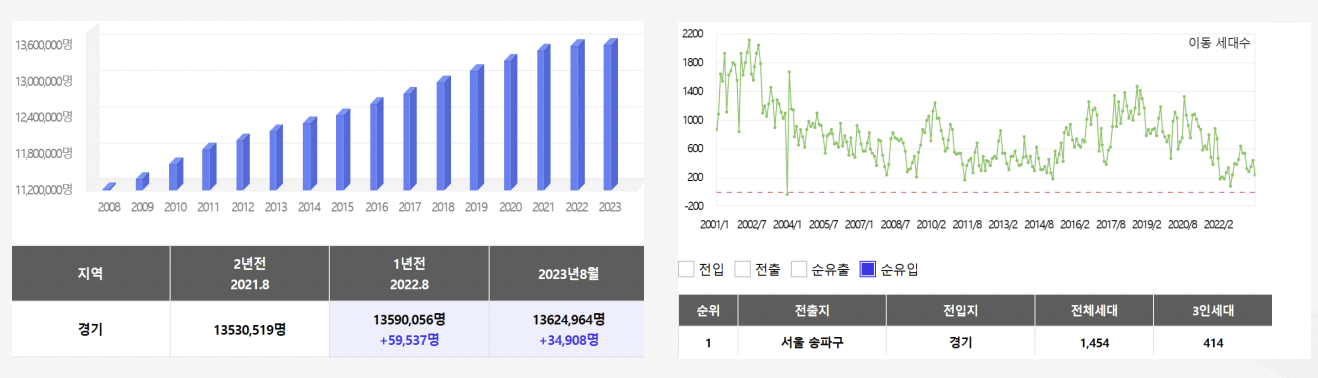 13,600,000명
13,000,000명
12,400,000명
11,800,000명
11,200,000명
2008 2009 2010 2011 2012 2013 2014 2015 2016 2017 2018 2019 2020 2021 2022 2023
지역 2년전 2021.8 1년전 2022.8 2023년8월
경기 13530,519명 13590,056명 +59,537명 13624,964명 +34,908명
이동 세대수
2200
1800
1400
1000
600
200
-200
2001/1 2002/7 2004/1 2005/7 2007/1 2008/7 2010/2 2011/8 2013/2 2014/8 2016/2 2017/8 2019/2 2020/8 2022/2
전입 전출 순유출 순유입
순위 전출지 전입지 전체세대 3인세대
1 서울 송파구 경기 1,454 414